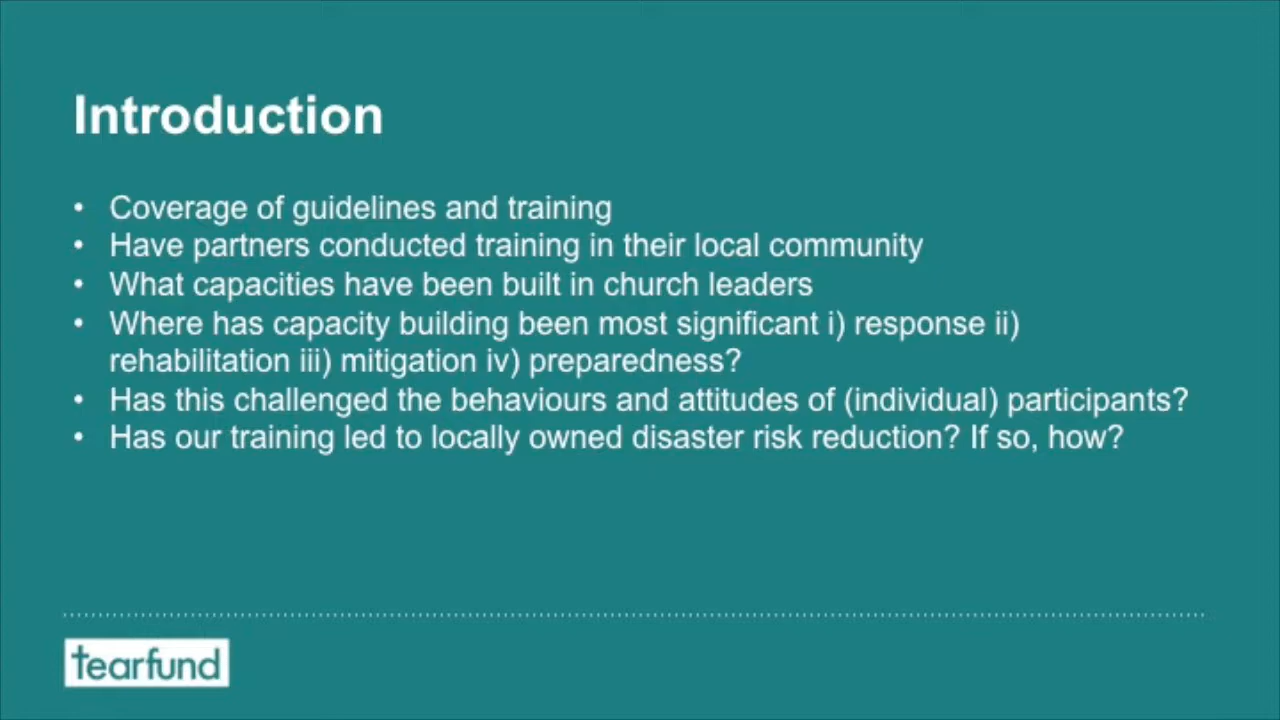 Introduction
• Coverage of guidelines and training
• Have partners conducted training in their local community
• What capacities have been built in church leaders
• Where has capacity building been most significant i) response ii)
rehabilitation iii) mitigation iv) preparedness?
• Has this challenged the behaviours and attitudes of (individual) participants?
• Has our training led to locally owned disaster risk reduction? If so, how?
tearfund